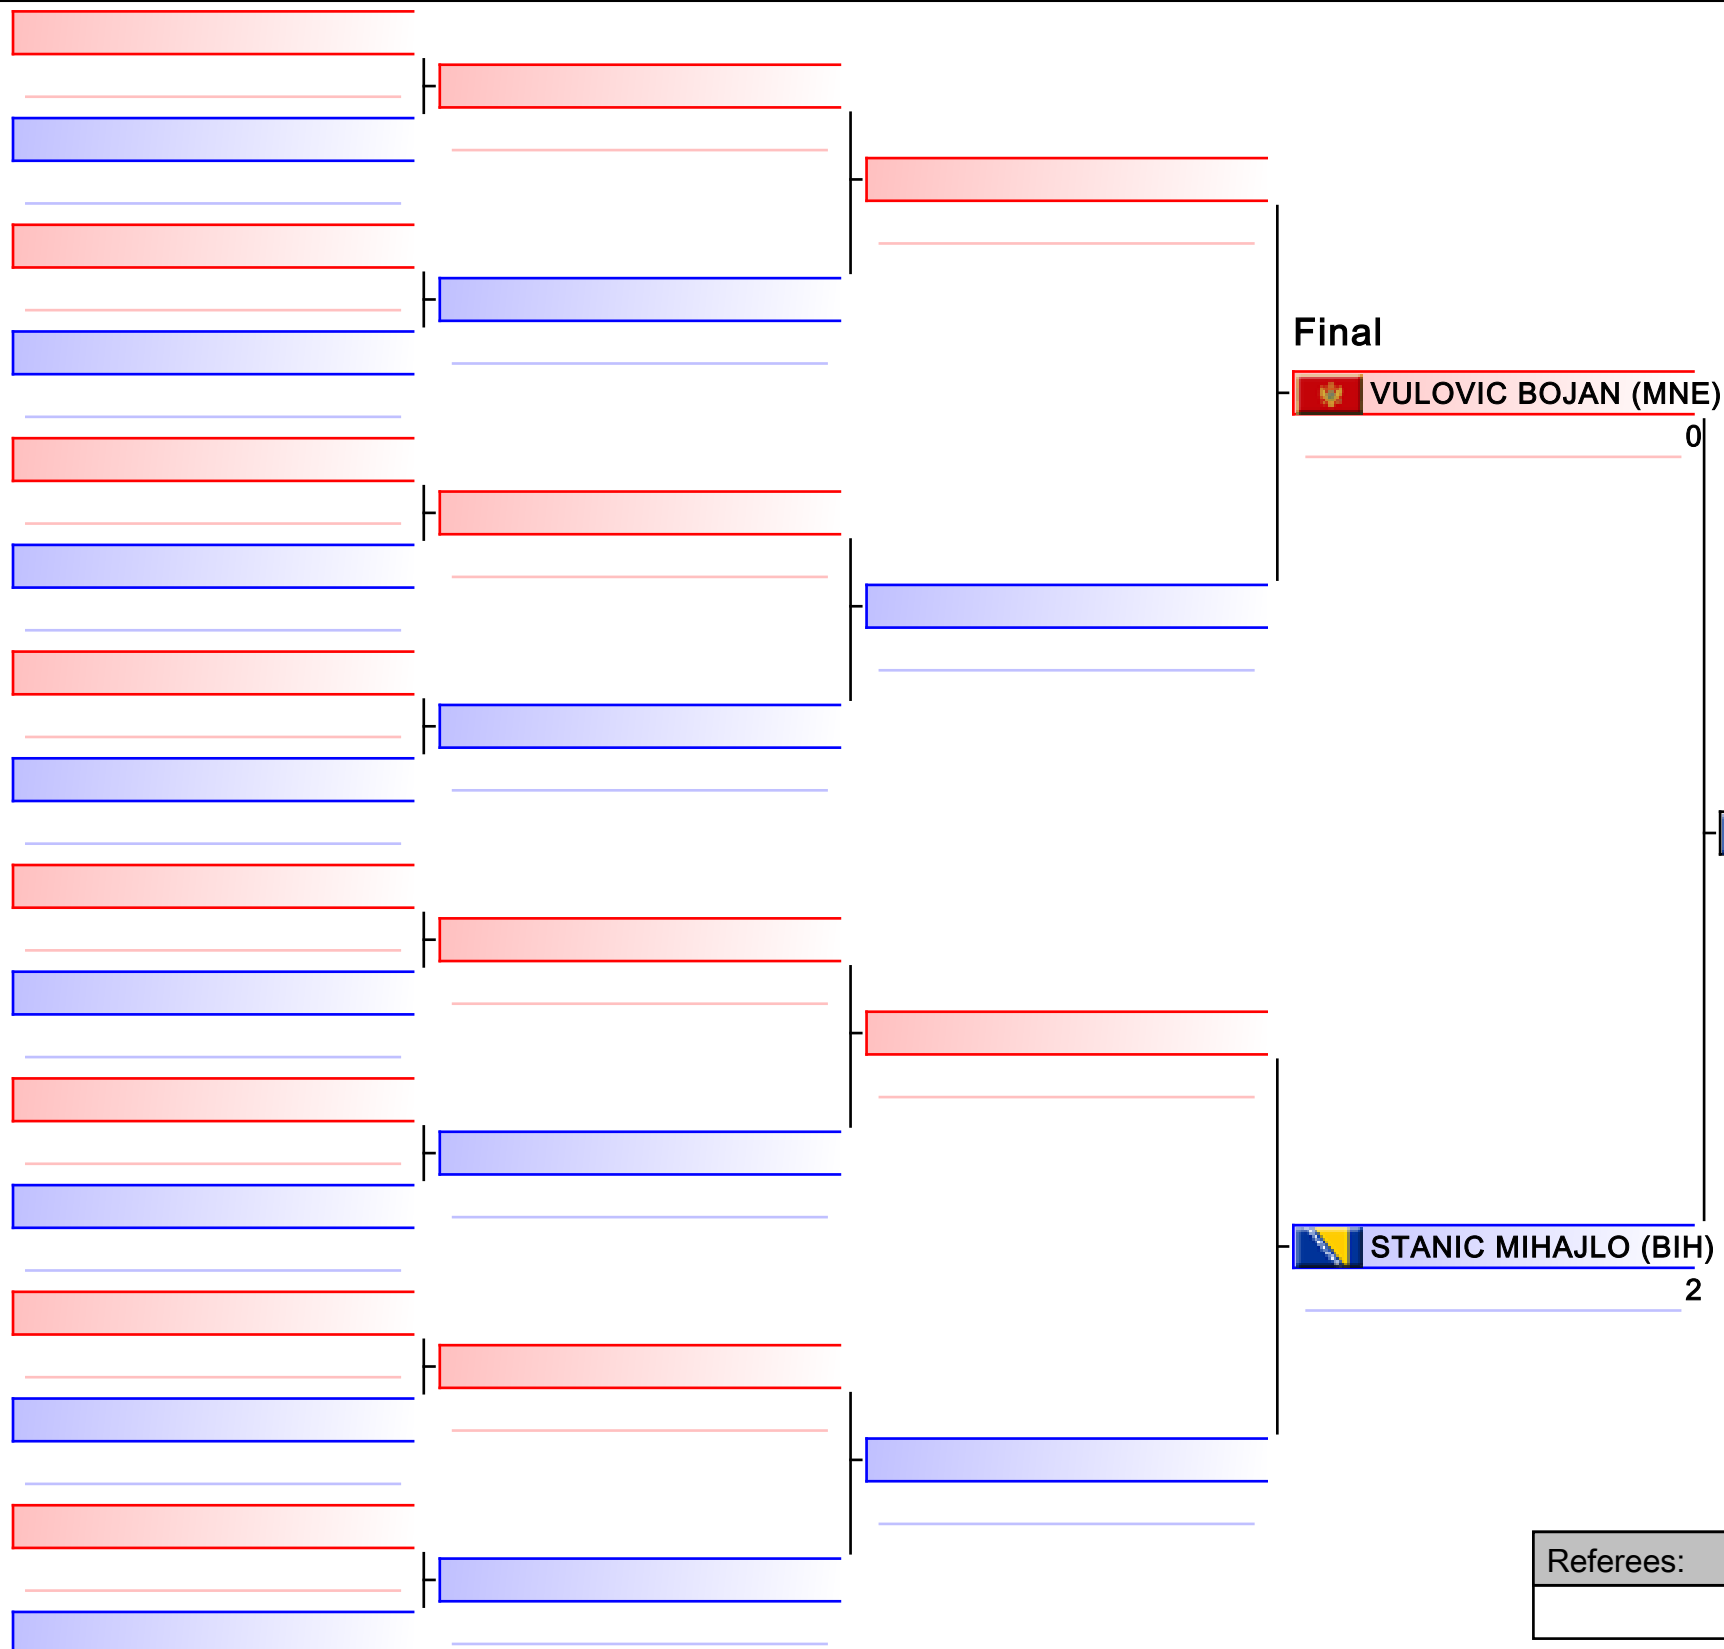 Final
VULOVIC BOJAN (MNE)
0
STANIC MIHAJLO (BIH)
2
Referees: